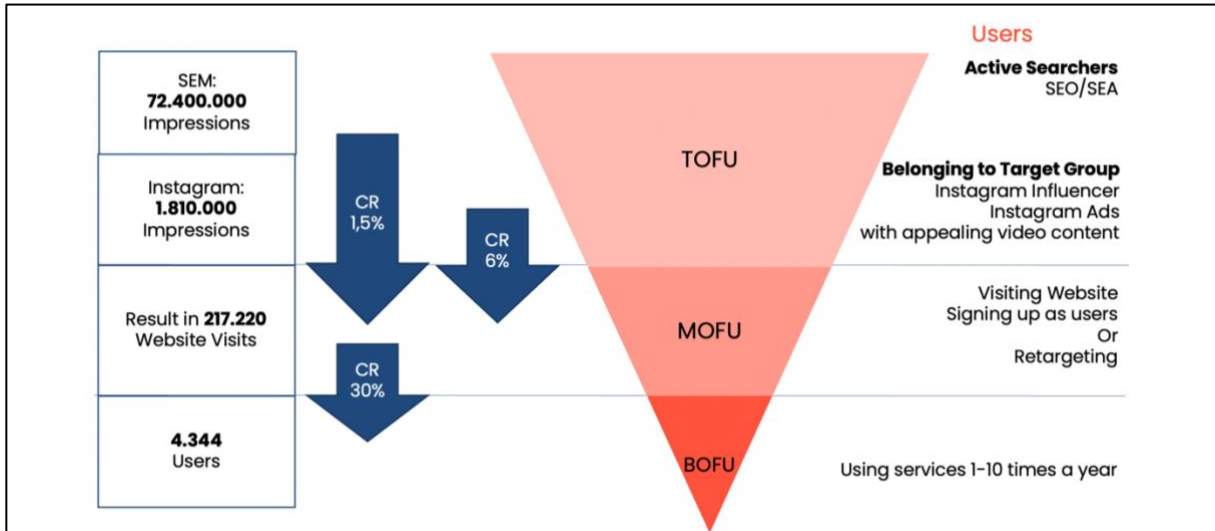 SEM:
72.400.000
Impressions
Instagram:
1.810.000
Impressions
Result in 217.220
Website Visits
4.344
Users
CR
1,5%
CR
6%
CR
30%
TOFU
MOFU
BOFU
Users
Active Searchers
SEO/SEA
Belonging to Target Group
Instagram Influencer
Instagram Ads
with appealing video content
Visiting Website
Signing up as users
Or
Retargeting
Using services 1-10 times a year